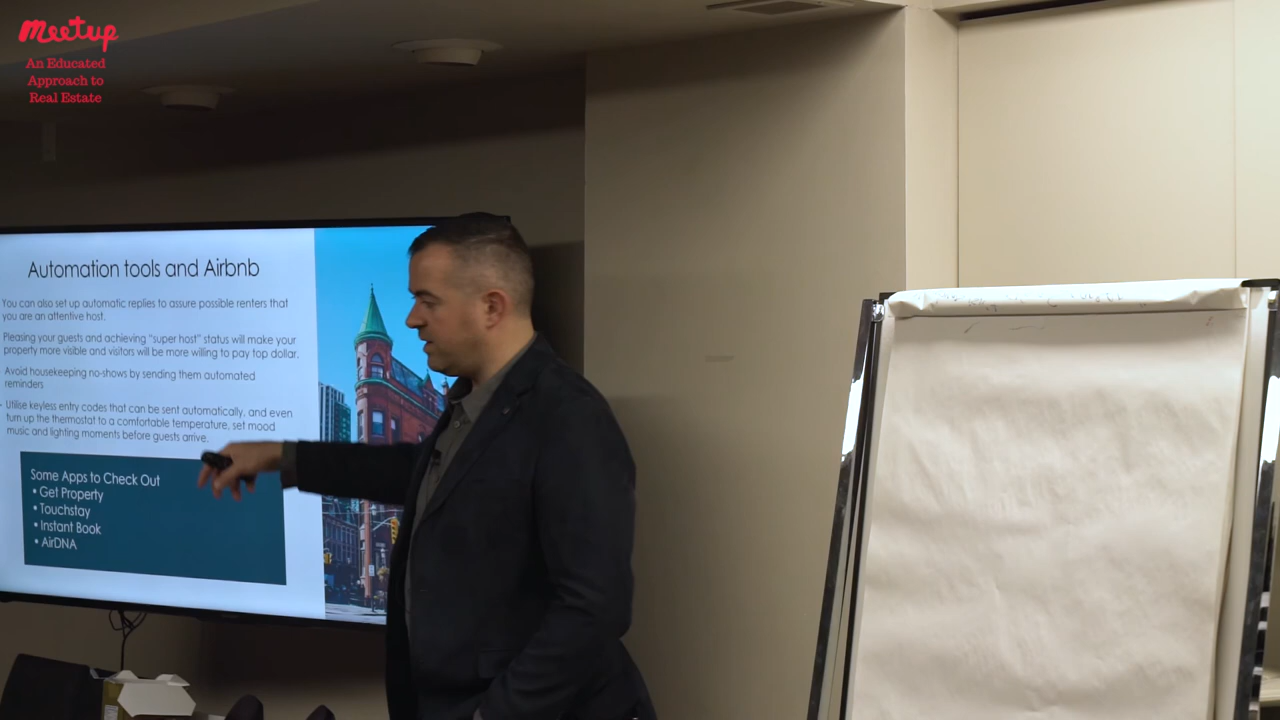 Meetup
An Educated
Approach to
Real Estate
Automation tools and Airbnb
You can also set up automatic replies to assure possible renters that
you are an attentive host.
Pleasing your guests and achieving "super host" status will make your
property more visible and visitors will be more willing to pay top dollar.
Avoid housekeeping no-shows by sending them automated
reminders
Utilise keyless entry codes that can be sent automatically, and even
turn up the thermostat to a comfortable temperature, set mood
music and lighting moments before guests arrive.
Some Apps to Check Out
• Get Property
• Touchstay
• Instant Book
• AirDNA